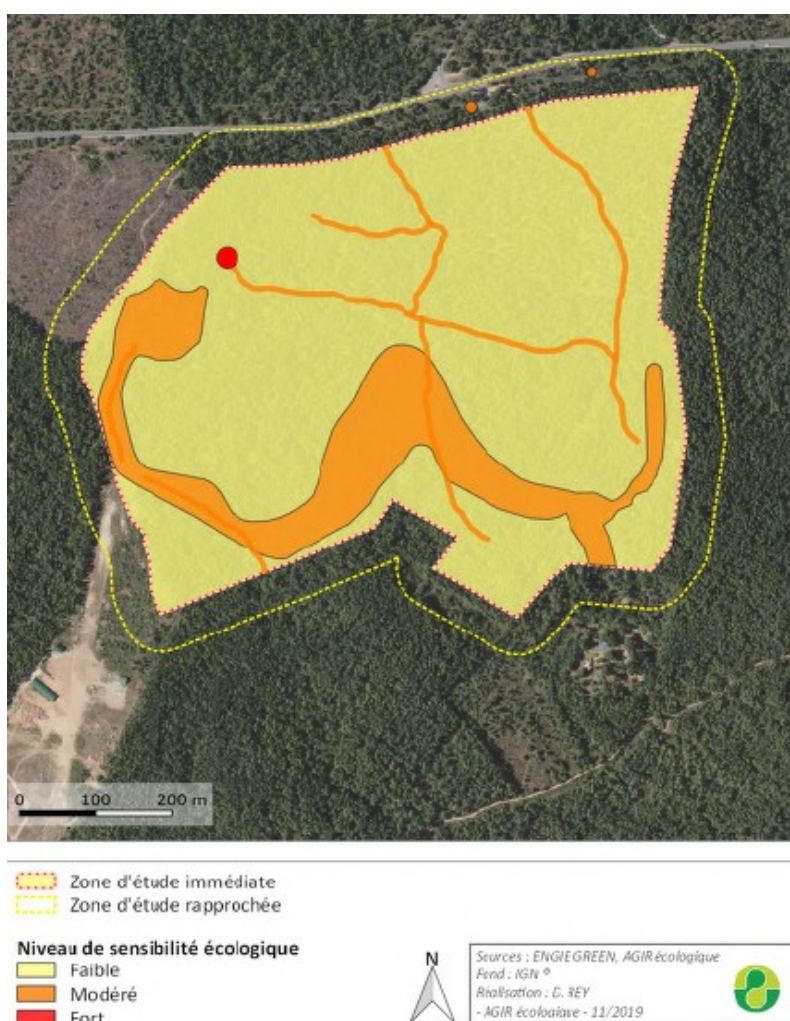 0 100 200 m
Zone d'étude immédiate
Zone d'étude rapprochée
Niveau de sensibilité écologique
Faible
Modéré
Fort
N
Sources : ENGIE GREEN, AGIR écologique
Fond : IGN ®
Réalisation : D. REY
- AGIR écologique - 11/2019